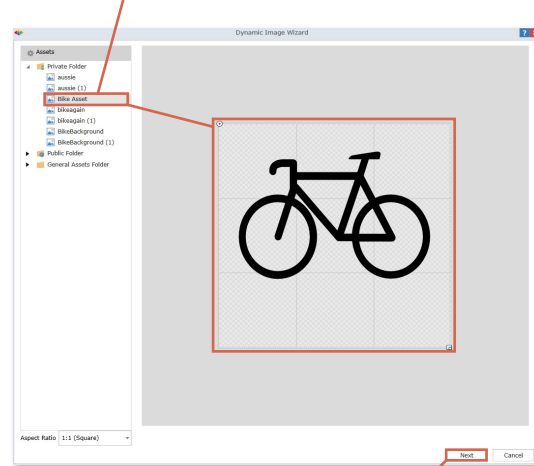 Dynamic Image Wizard
?
Assets
Private Folder
aussie
aussie (1)
Bike Asset
bikeagain
bikeagain (1)
BikeBackground
BikeBackground (1)
Public Folder
General Assets Folder
Aspect Ratio 1:1 (Square)
Next Cancel